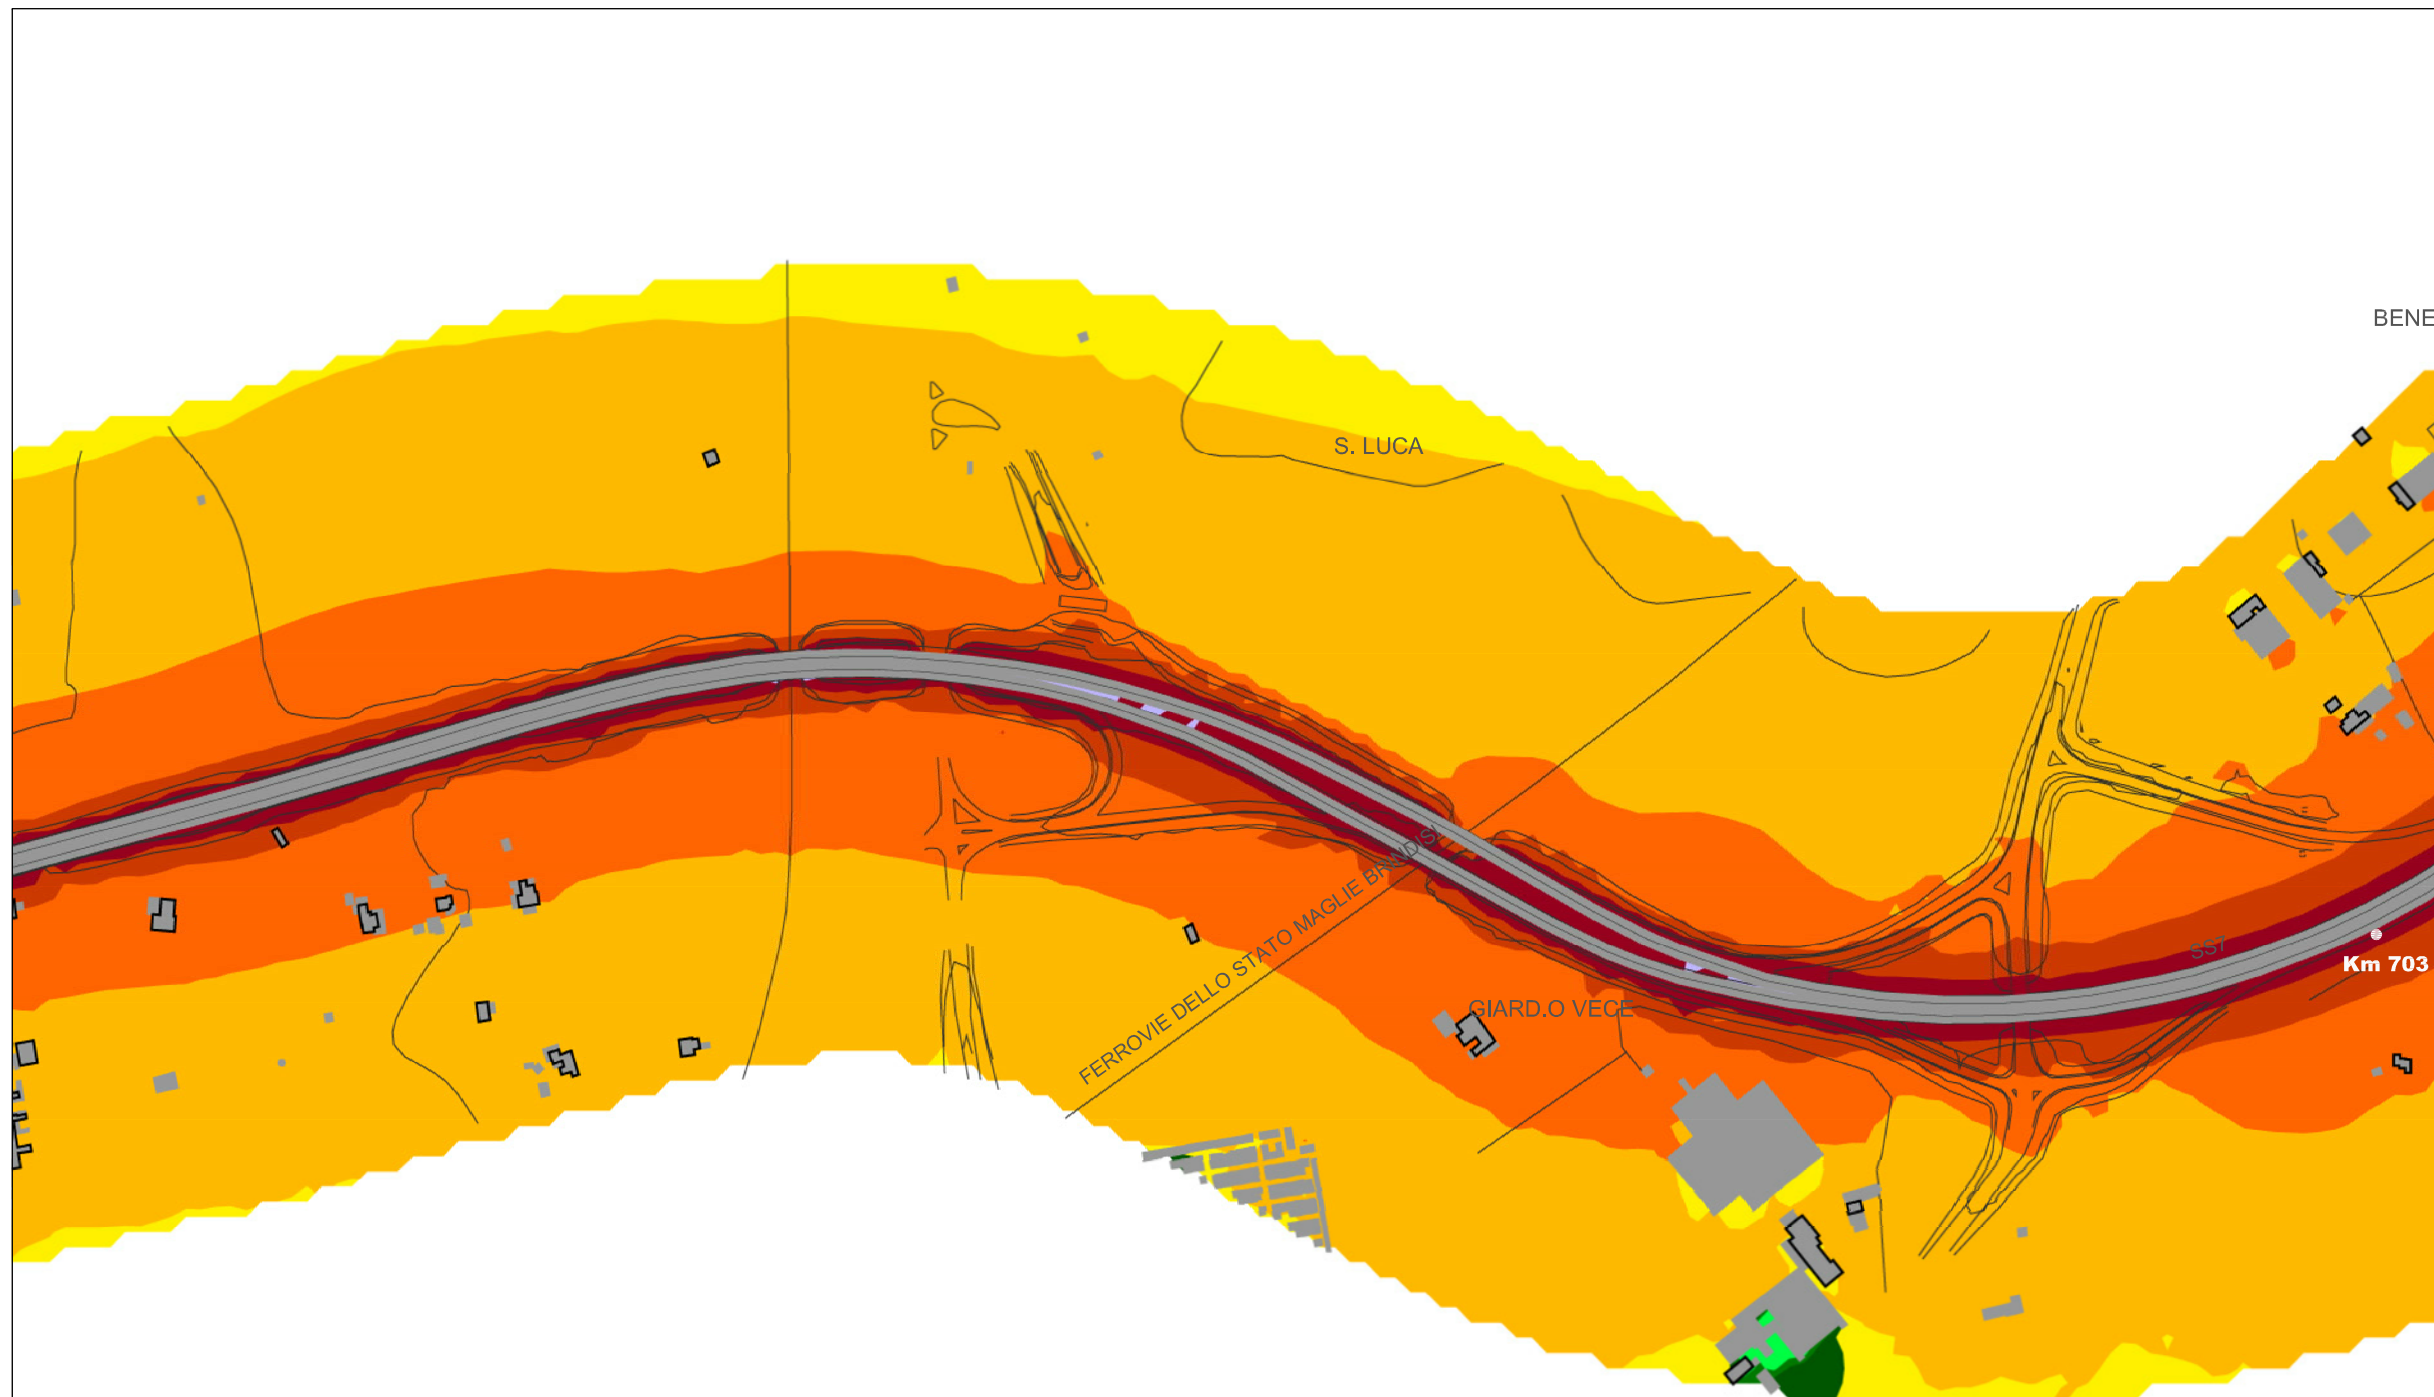 BENE
S. LUCA
FERROVIE DELLO STATO MAGLIE BRINDISI
SS7
Km 703
GIARD.O VECE